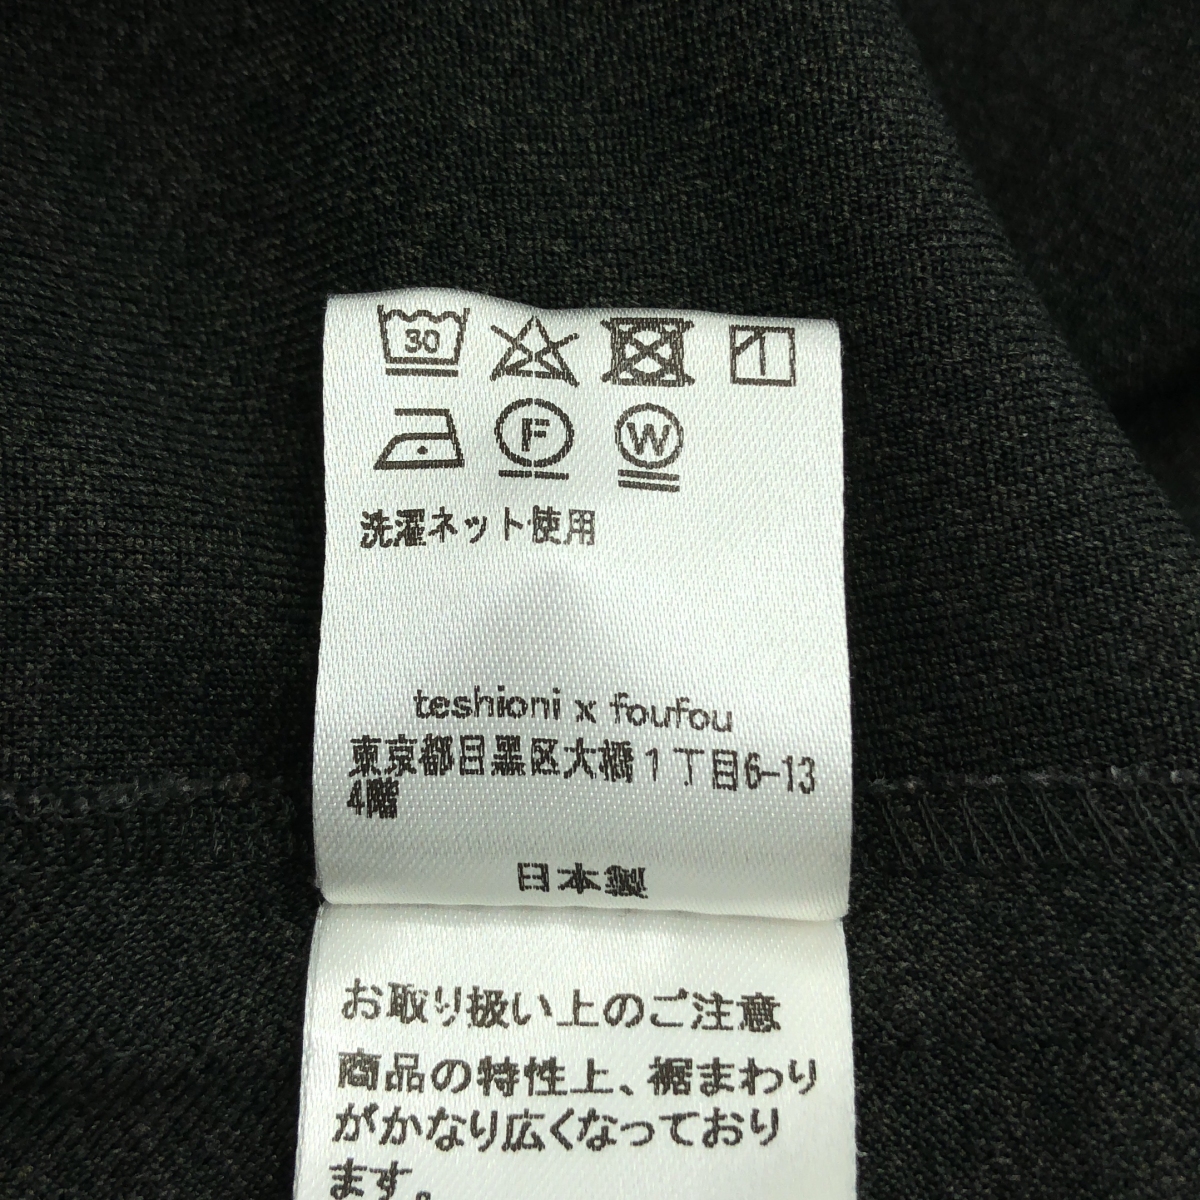 30
F W
洗濯ネット使用
teshioni x foufou
東京都目黒区大橋1丁目6-13
4階
日本製
お取り扱い上のご注意
商品の特性上、裾まわり
がかなり広くなっており
ます。